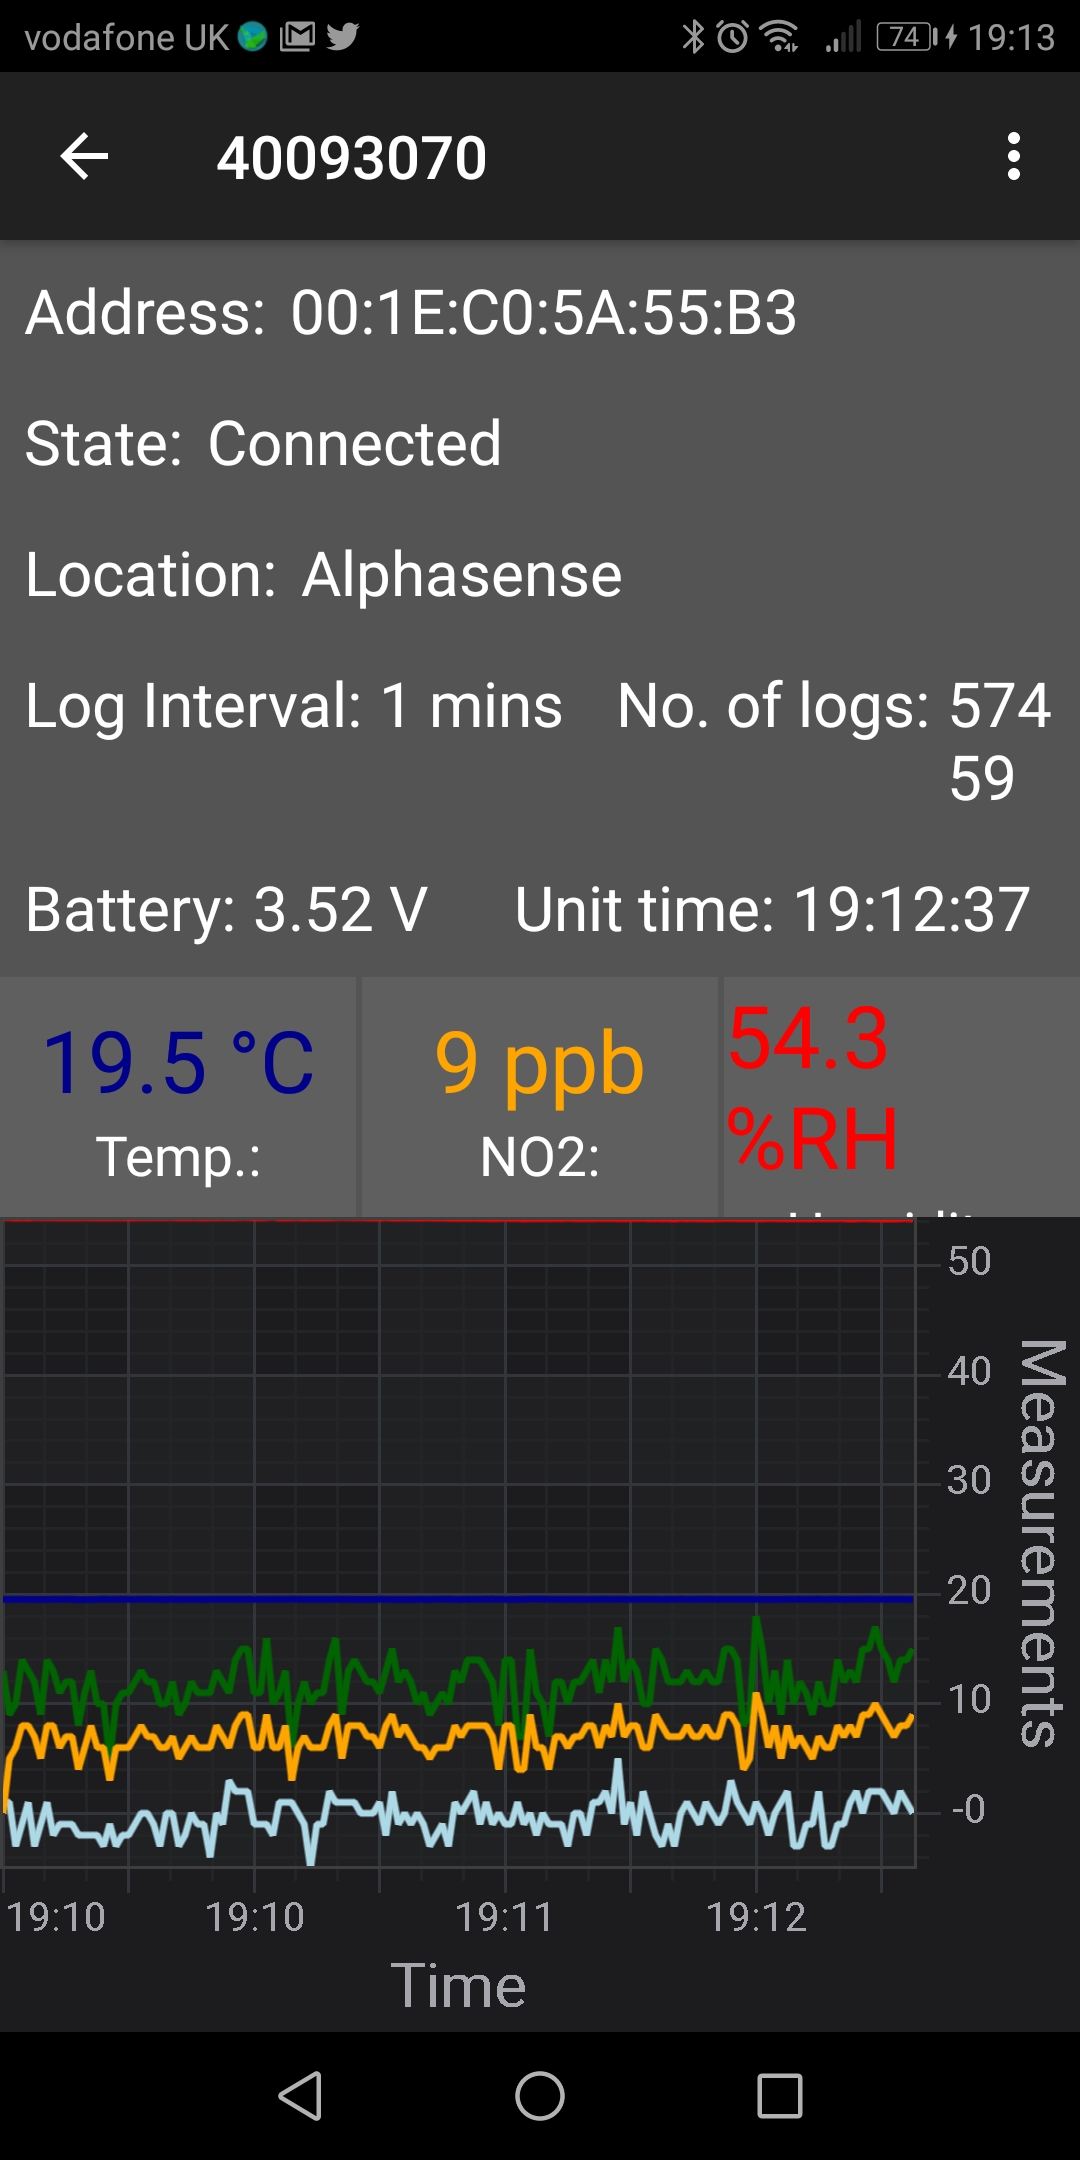 vodafone UK 74 19:13
40093070
Address: 00:1E:C0:5A:55:B3
State: Connected
Location: Alphasense
Log Interval: 1 mins No. of logs: 574
59
Battery: 3.52 V Unit time: 19:12:37
19.5 °C
Temp.:
9 ppb
NO2:
54.3
%RH
50
40
30
20
10
-0
Measurements
19:10 19:10 19:11 19:12
Time